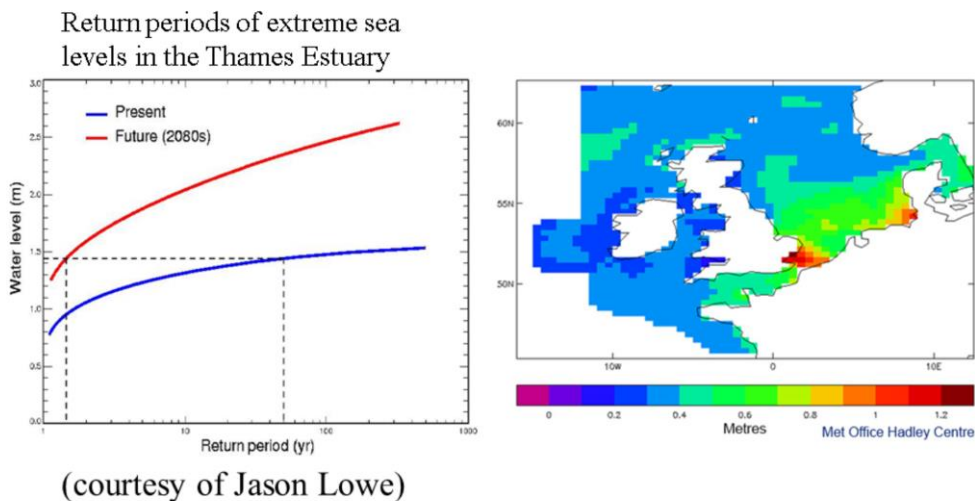 Return periods of extreme sea
levels in the Thames Estuary
3.0
2.5
2.0
1.5
1.0
0.5
0.0
Water level (m)
Present
Future (2080s)
1
10
100
1000
Return period (yr)
(courtesy of Jason Lowe)
60N
55N
50N
10W
0
10E
0
0.2
0.4
0.6
0.8
1
1.2
Metres
Met Office Hadley Centre